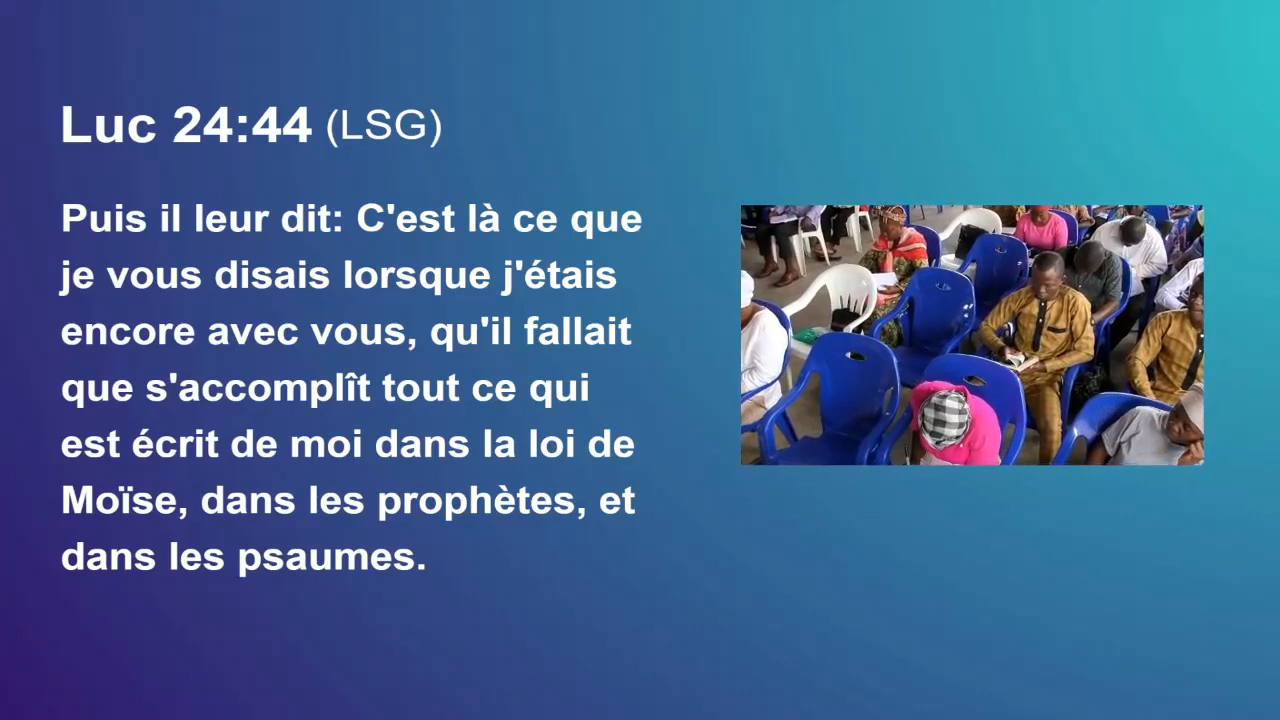 Luc 24:44 (LSG)
Puis il leur dit: C'est là ce que
je vous disais lorsque j'étais
encore avec vous, qu'il fallait
que s'accomplît tout ce qui
est écrit de moi dans la loi de
Moïse, dans les prophètes, et
dans les psaumes.